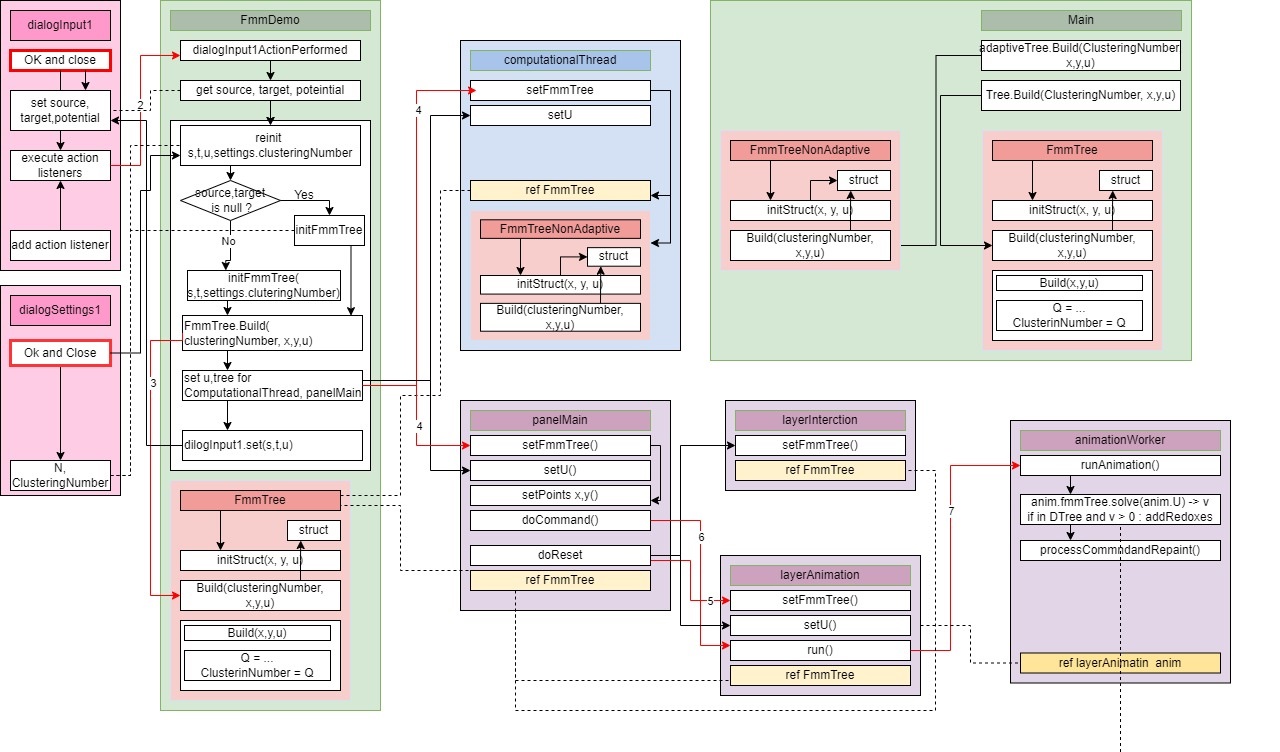 dialogInput1
OK and close
set source,
target,potential
execute action
listeners
add action listener
dialogSettings1
Ok and Close
N,
ClusteringNumber
2
3
FmmDemo
dialogInput1ActionPerformed
get source, target, poteintial
reinit
s,t,u,settings.clusteringNumber
source,target
is null ?
Yes
No
initFmmTree
initFmmTree(
s,t,settings.cluteringNumber)
FmmTree.Build(
clusteringNumber, x,y,u)
set u,tree for
ComputationalThread, panelMain
dilogInput1.set(s,t,u)
FmmTree
struct
initStruct(x, y, u)
Build(clusteringNumber,
x,y,u)
Build(x,y,u)
Q = ...
ClusterinNumber = Q
4
4
computationalThread
setFmmTree
setU
ref FmmTree
FmmTreeNonAdaptive
struct
initStruct(x, y, u)
Build(clusteringNumber,
x,y,u)
Main
adaptiveTree.Build(ClusteringNumber,
x,y,u)
Tree.Build(ClusteringNumber, x,y,u)
FmmTreeNonAdaptive
struct
initStruct(x, y, u)
Build(clusteringNumber,
x,y,u)
FmmTree
struct
initStruct(x, y, u)
Build(clusteringNumber,
x,y,u)
Build(x,y,u)
Q = ...
ClusterinNumber = Q
panelMain
setFmmTree()
setU()
setPoints x,y()
doCommand()
doReset
ref FmmTree
6
5
7
layerInterction
setFmmTree()
ref FmmTree
layerAnimation
setFmmTree()
setU()
run()
ref FmmTree
animationWorker
runAnimation()
anim.fmmTree.solve(anim.U) -> v
if in DTree and v > 0 : addRedoxes
processCommandandRepaint()
ref layerAnimatin anim